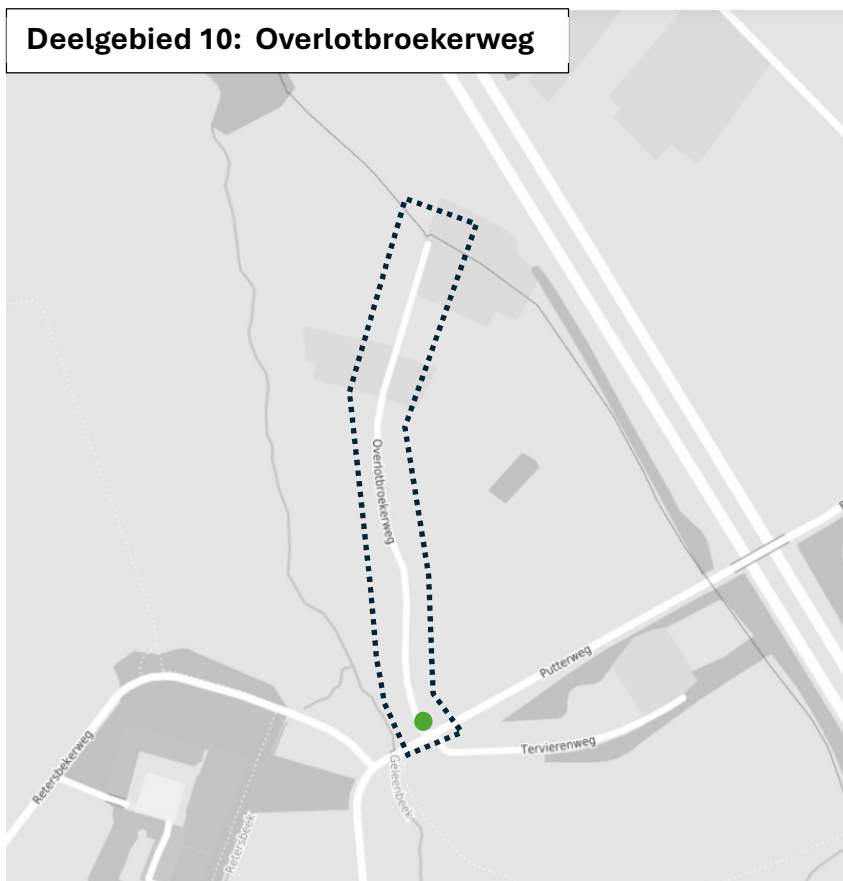 Deelgebied 10: Overlotbroekerweg
Overlotbroekerweg
Putterweg
Tervierenweg
Retersbekerweg
Geleenbeek
Retersbeek